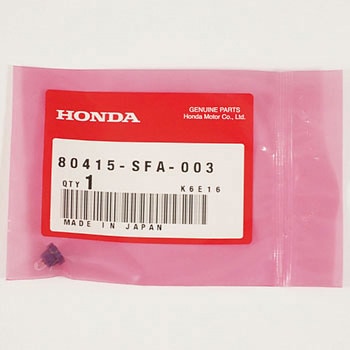 HONDA
GENUINE PARTS
Honda Motor Co., Ltd.
80415-SFA-003
QTY 1 K6E16
MADE IN JAPAN